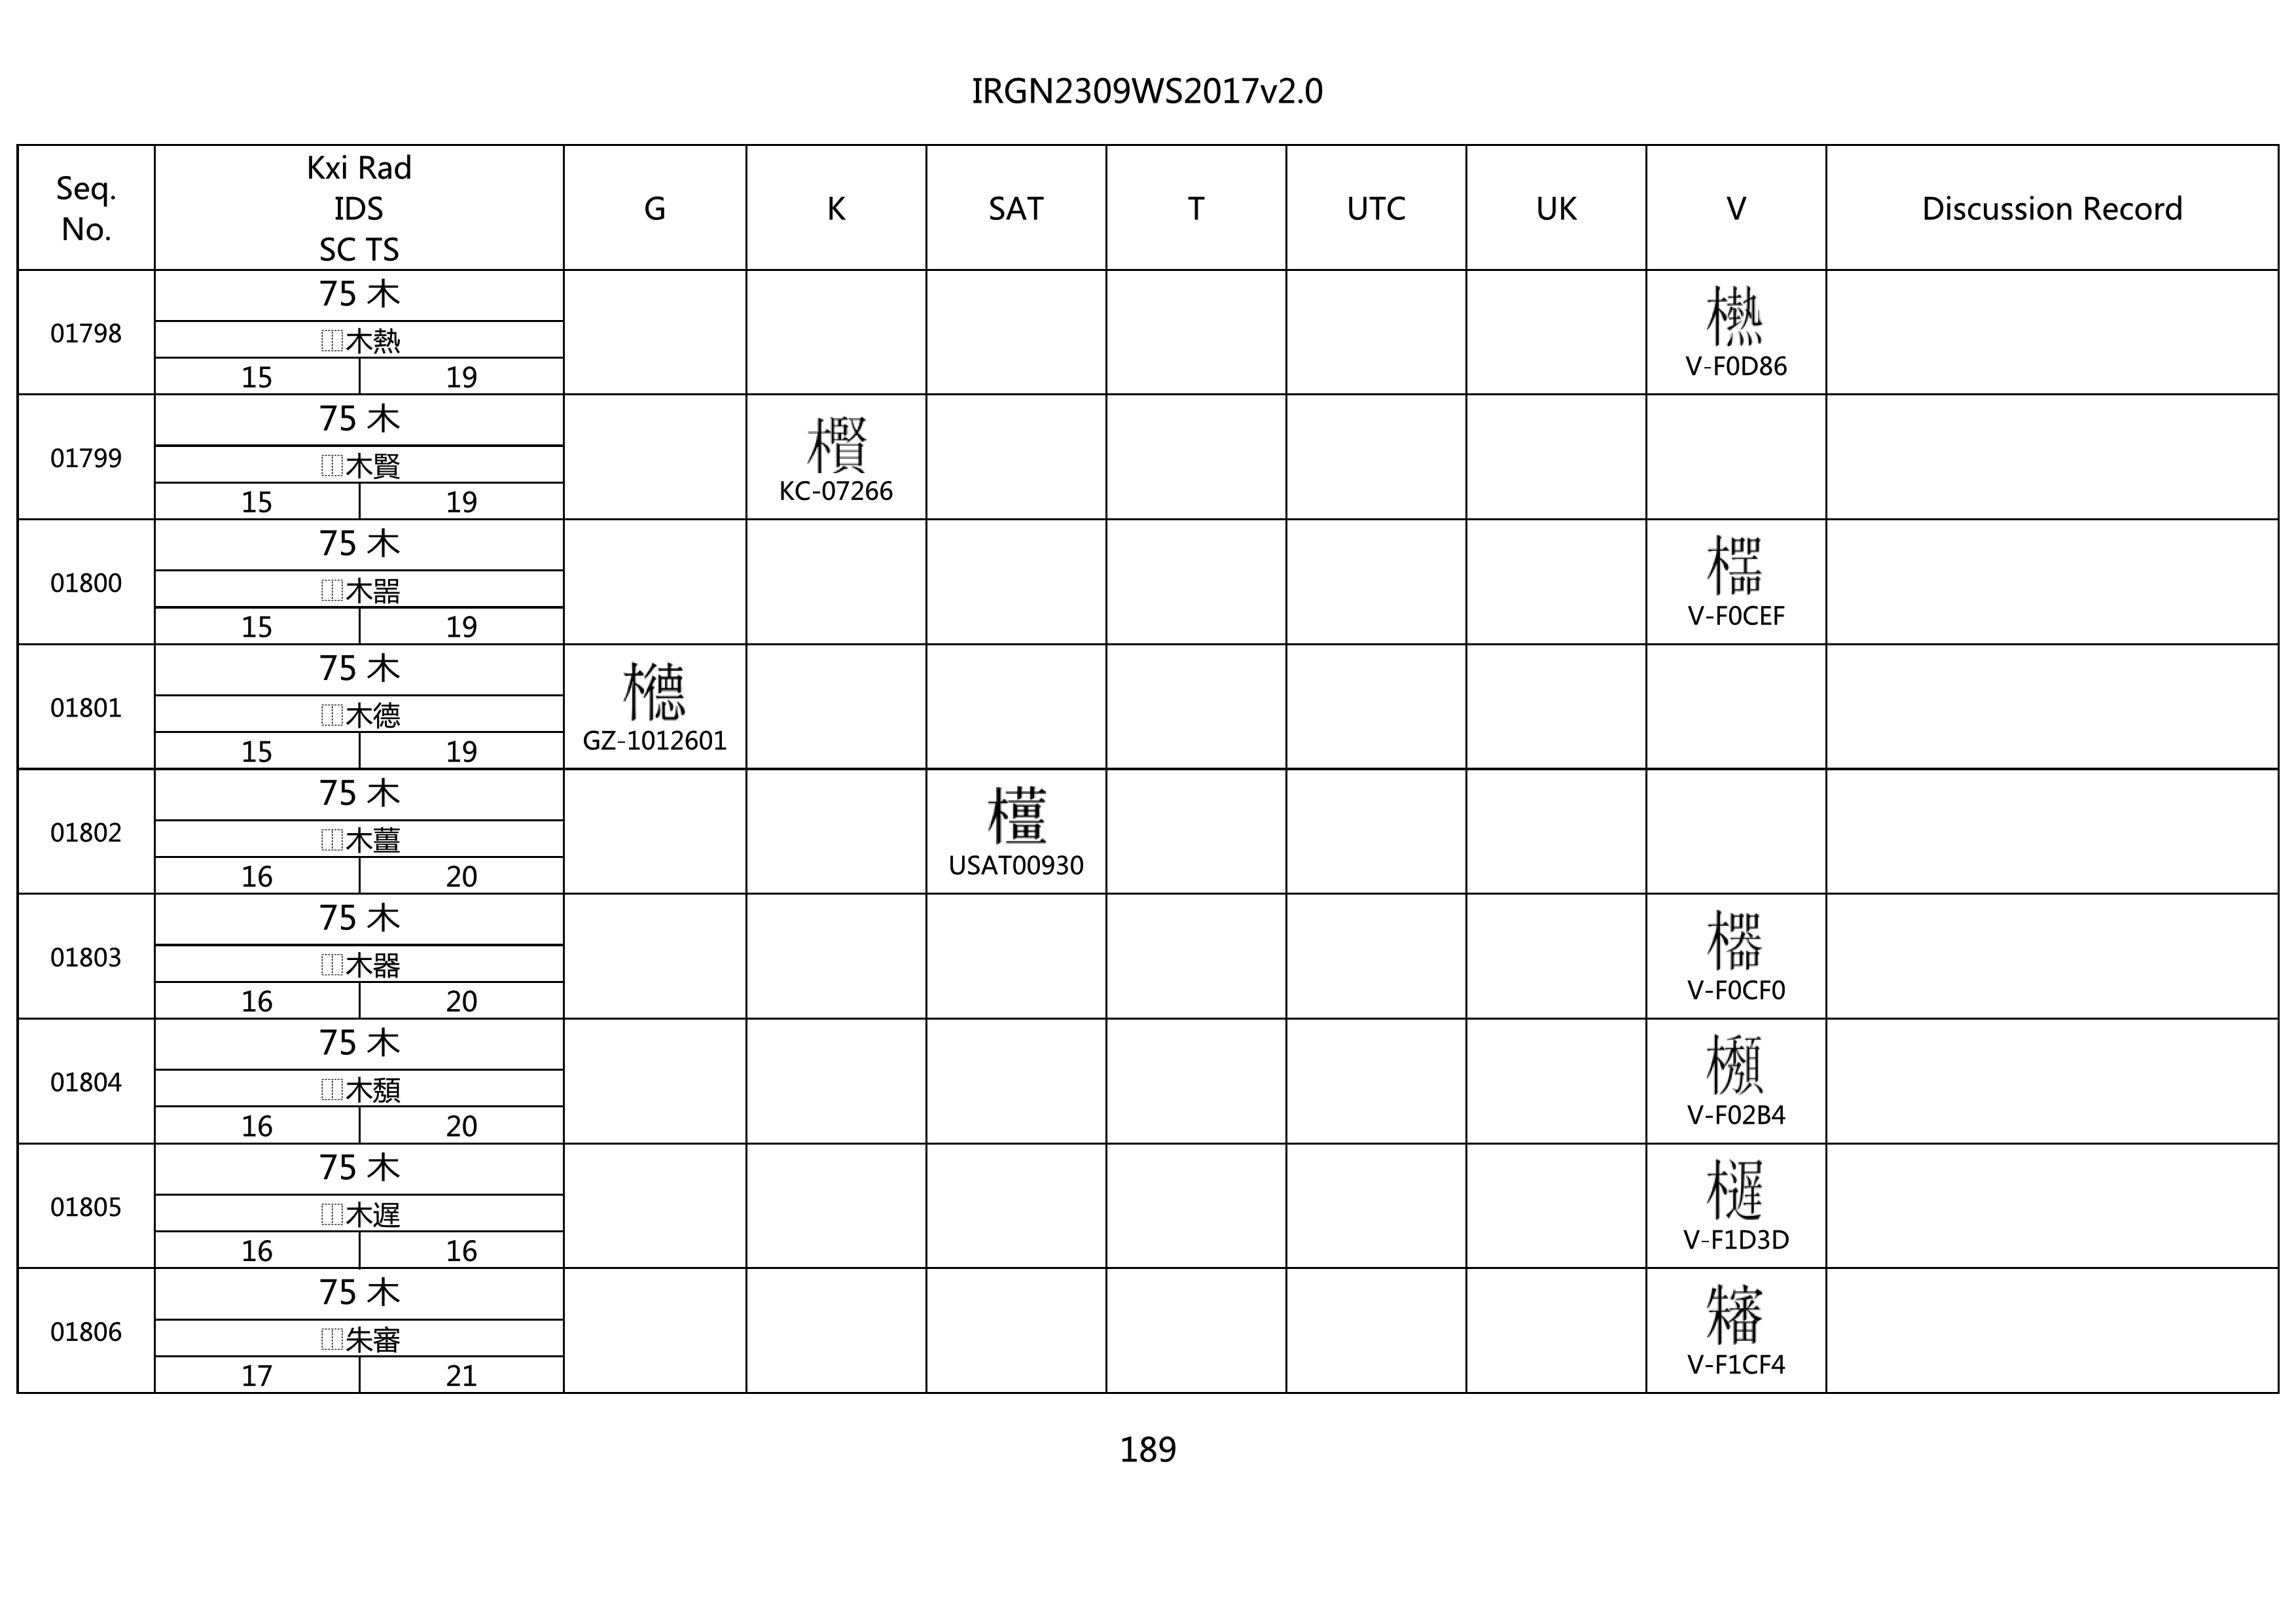 IRGN2309WS2017v2.0
Seq. No.
Kxi Rad
IDS
SC TS
G K SAT T UTC UK V Discussion Record
01798
75 木
⿰木熱
15 19
V-F0D86
01799
75 木
⿰木賢
15 19
KC-07266
01800
75 木
⿰木噐
15 19
V-F0CEF
01801
75 木
⿰木德
15 19
GZ-1012601
01802
75 木
⿰木薑
16 20
USAT00930
01803
75 木
⿰木器
16 20
V-F0CF0
01804
75 木
⿰木頽
16 20
V-F02B4
01805
75 木
⿰木遲
16 16
V-F1D3D
01806
75 木
⿰朱審
17 21
V-F1CF4
189